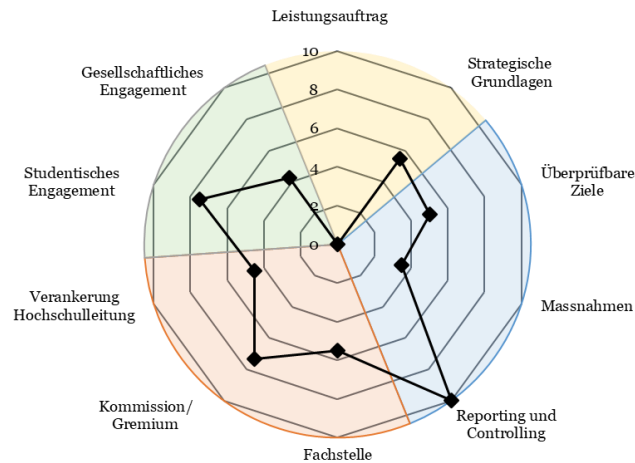 Leistungsauftrag
Strategische
Grundlagen
Überprüfbare
Ziele
Massnahmen
Reporting und
Controlling
Fachstelle
Kommission/
Gremium
Verankerung
Hochschulleitung
Studentisches
Engagement
Gesellschaftliches
Engagement
10
8
6
4
2
0